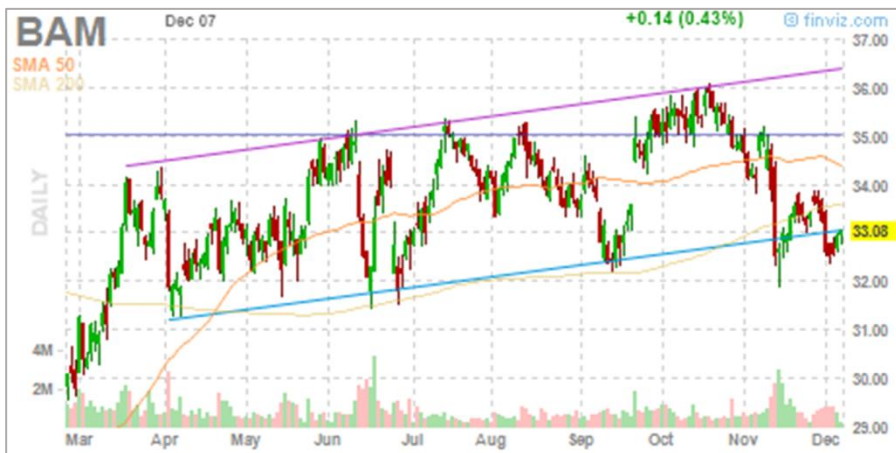 BAM
Dec 07
+0.14 (0.43%)
© finviz.com
SMA 50
SMA 200
DAILY
37.00
36.00
35.00
34.00
33.08
32.00
31.00
30.00
29.00
4M
2M
Mar Apr May Jun Jul Aug Sep Oct Nov Dec